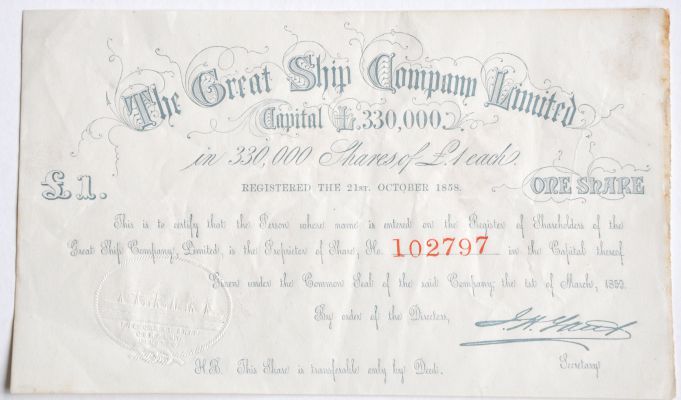 The Great Ship Company Limited
Capital £330,000.
in 330,000 Shares of £1 each
REGISTERED THE 21ST. OCTOBER 1858.
£1.
ONE SHARE
This is to certify that the Person whose name is entered on the Register of Shareholders of the
Great Ship Company, Limited, is the Proprietor of Share, No. 102797 in the Capital thereof
Given under the Common Seal of the said Company the 1st of March, 1859.
By order of the Directors,
Secretary
N.B. This Share is transferable only by Deed.